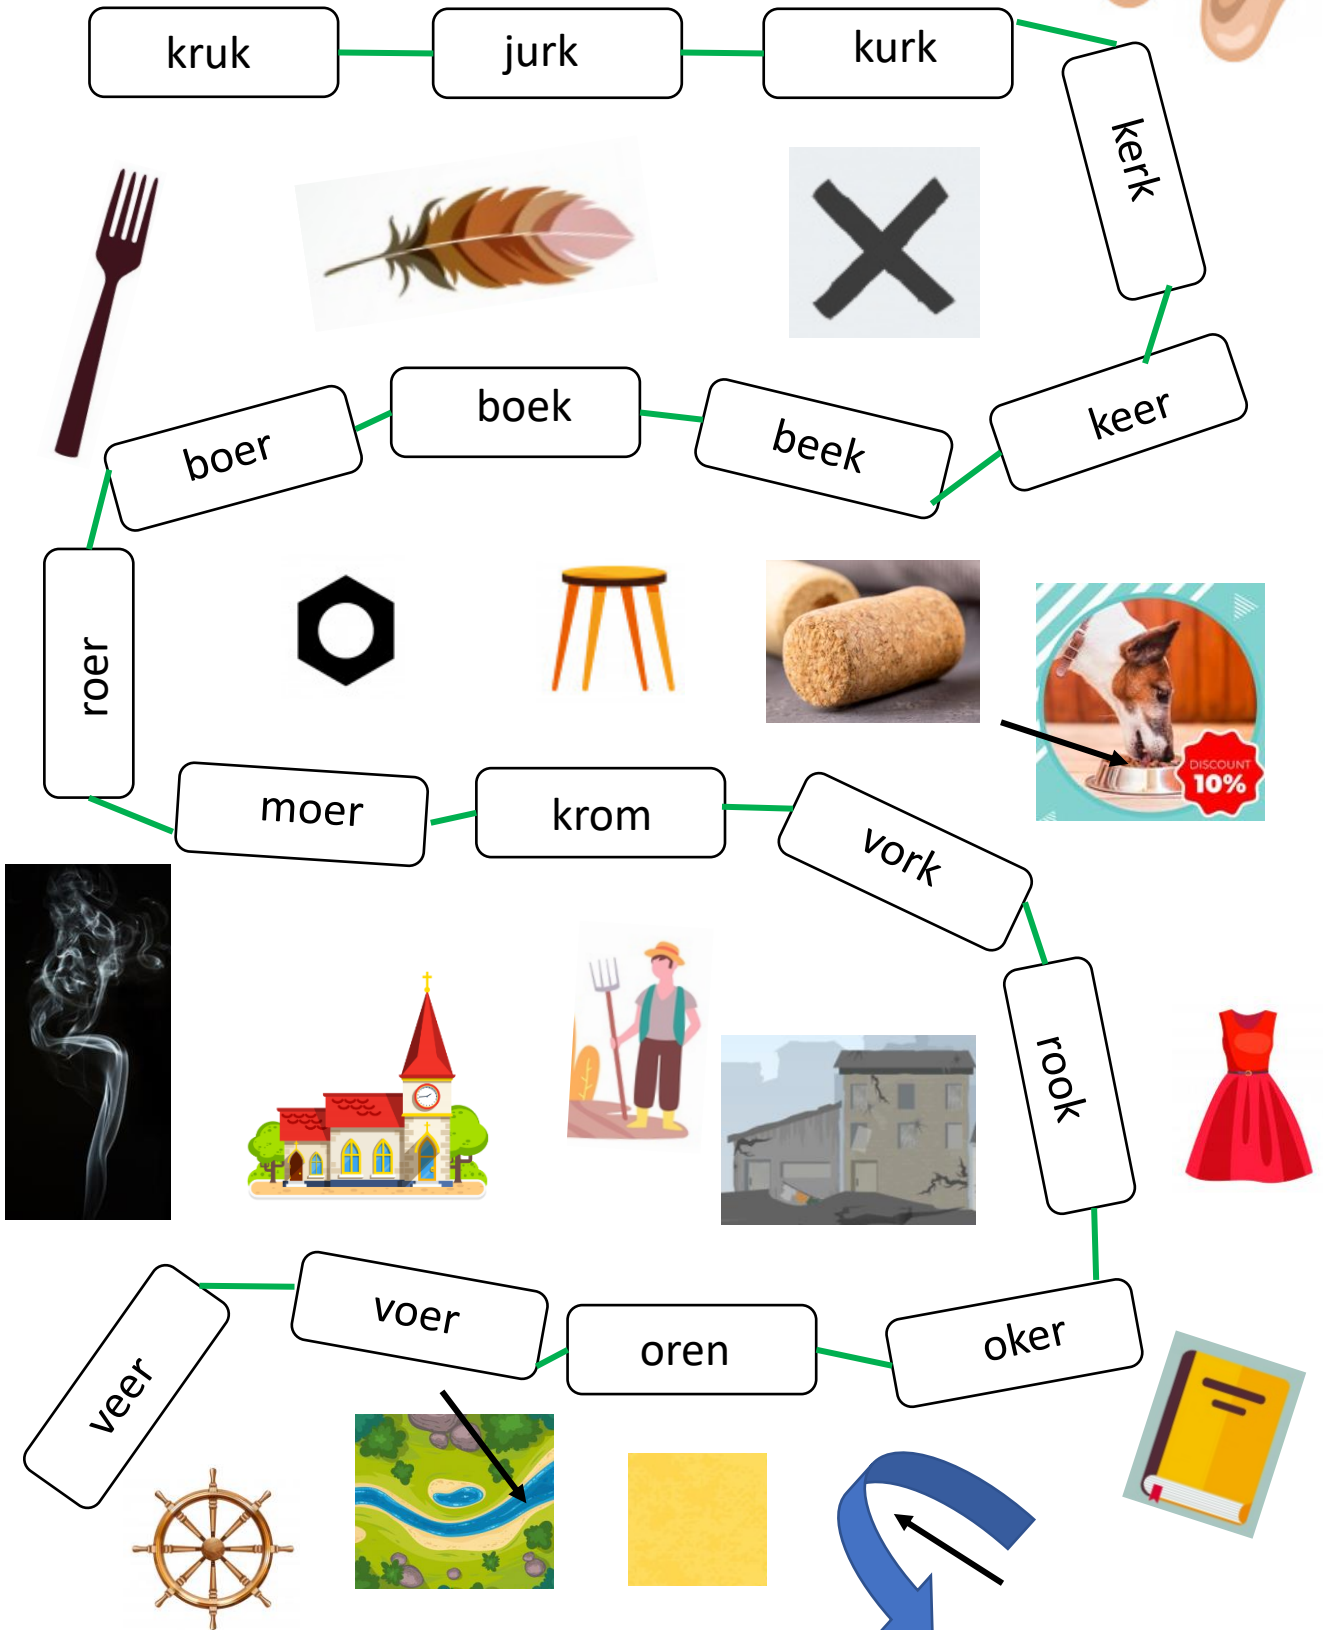 kruk
jurk
kurk
kerk
keer
beek
boek
boer
roer
moer
krom
vork
DISCOUNT
10%
rook
oker
oren
voer
veer